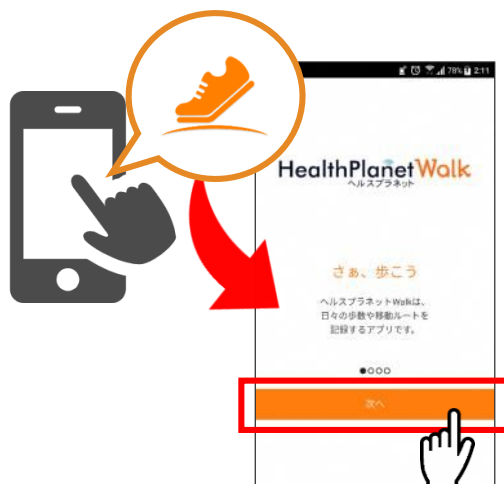 78% 2:11
HealthPlanetWalk
ヘルスプラネット
さぁ、歩こう
ヘルスプラネットWalkは、
日々の歩数や移動ルートを
記録するアプリです。
次へ